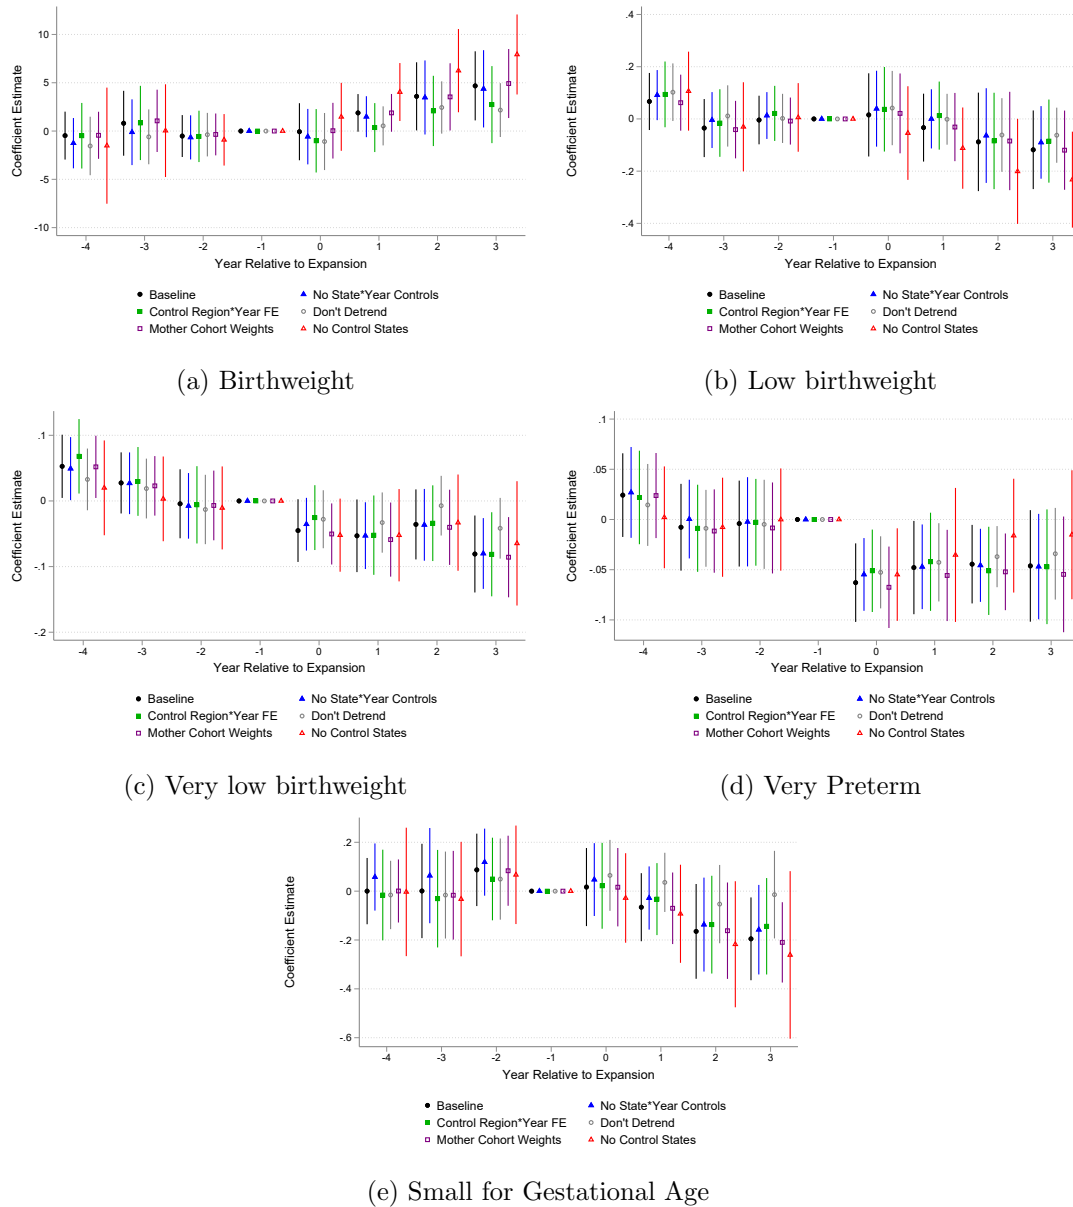 Coefficient Estimate
10
5
0
-5
-10
-4 -3 -2 -1 0 1 2 3
Year Relative to Expansion
Baseline No State*Year Controls
Control Region*Year FE Don't Detrend
Mother Cohort Weights No Control States
(a) Birthweight
Coefficient Estimate
.4
.2
0
-.2
-.4
-4 -3 -2 -1 0 1 2 3
Year Relative to Expansion
Baseline No State*Year Controls
Control Region*Year FE Don't Detrend
Mother Cohort Weights No Control States
(b) Low birthweight
Coefficient Estimate
.1
0
-.1
-.2
-4 -3 -2 -1 0 1 2 3
Year Relative to Expansion
Baseline No State*Year Controls
Control Region*Year FE Don't Detrend
Mother Cohort Weights No Control States
(c) Very low birthweight
Coefficient Estimate
.1
.05
0
-.05
-.1
-4 -3 -2 -1 0 1 2 3
Year Relative to Expansion
Baseline No State*Year Controls
Control Region*Year FE Don't Detrend
Mother Cohort Weights No Control States
(d) Very Preterm
Coefficient Estimate
.2
0
-.2
-.4
-.6
-4 -3 -2 -1 0 1 2 3
Year Relative to Expansion
Baseline No State*Year Controls
Control Region*Year FE Don't Detrend
Mother Cohort Weights No Control States
(e) Small for Gestational Age